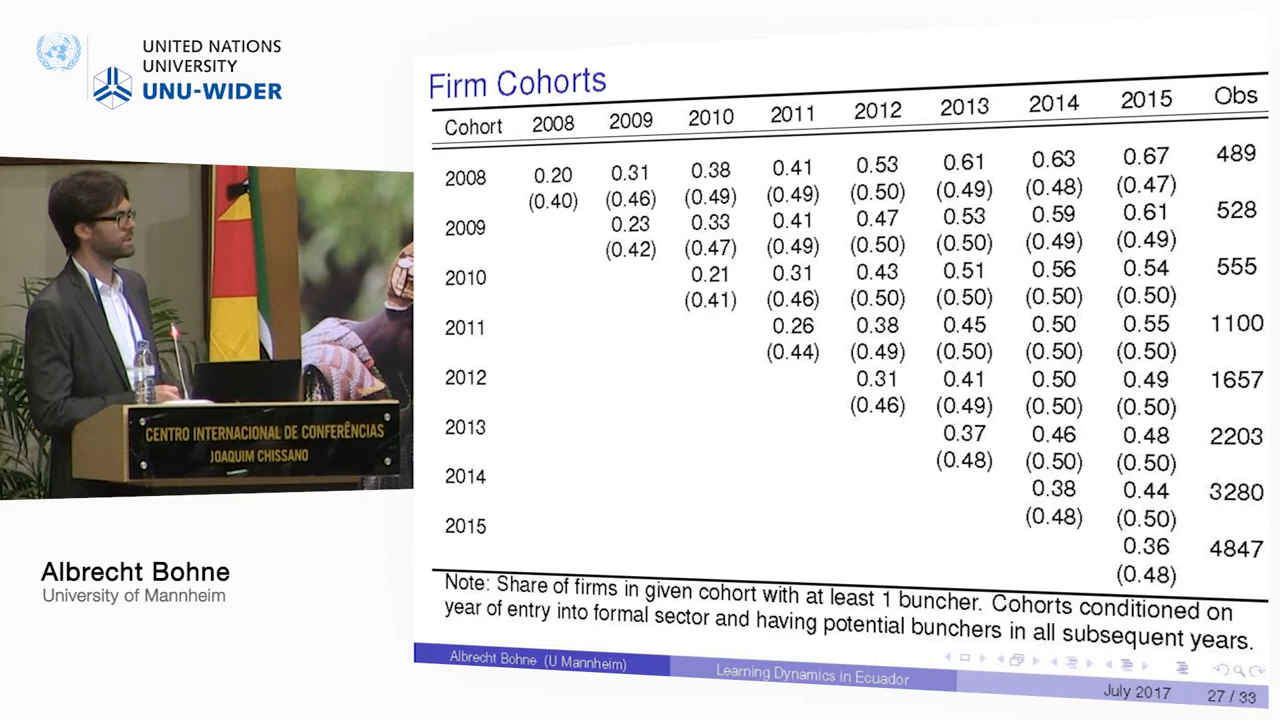 UNITED NATIONS
UNIVERSITY
UNU-WIDER
CENTRO INTERNACIONAL DE CONFERÊNCIAS
JOAQUIM CHISSANO
Albrecht Bohne
University of Mannheim
Firm Cohorts
Cohort 2008 2009 2010 2011 2012 2013 2014 2015 Obs
2008 0.20 0.31 0.38 0.41 0.53 0.61 0.63 0.67 489
(0.40) (0.46) (0.49) (0.49) (0.50) (0.49) (0.48) (0.47)
2009 0.23 0.33 0.41 0.47 0.53 0.59 0.61 528
(0.42) (0.47) (0.49) (0.50) (0.50) (0.49) (0.49)
2010 0.21 0.31 0.43 0.51 0.56 0.54 555
(0.41) (0.46) (0.50) (0.50) (0.50) (0.50)
2011 0.26 0.38 0.45 0.50 0.55 1100
(0.44) (0.49) (0.50) (0.50) (0.50)
2012 0.31 0.41 0.50 0.49 1657
(0.46) (0.49) (0.50) (0.50)
2013 0.37 0.46 0.48 2203
(0.48) (0.50) (0.50)
2014 0.38 0.44 3280
(0.48) (0.50)
2015 0.36 4847
(0.48)
Note: Share of firms in given cohort with at least 1 buncher. Cohorts conditioned on
year of entry into formal sector and having potential bunchers in all subsequent years.
Albrecht Bohne (U Mannheim) Learning Dynamics in Ecuador July 2017 27 / 33